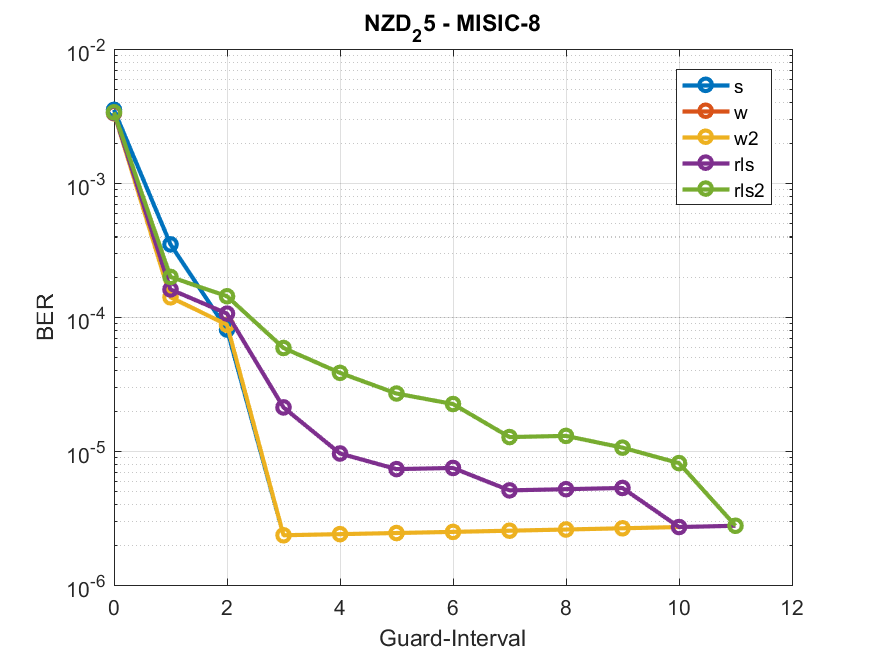 NZD₂5 - MISIC-8
10⁻²
10⁻³
10⁻⁴
10⁻⁵
10⁻⁶
BER
s
w
w2
rls
rls2
0 2 4 6 8 10 12
Guard-Interval